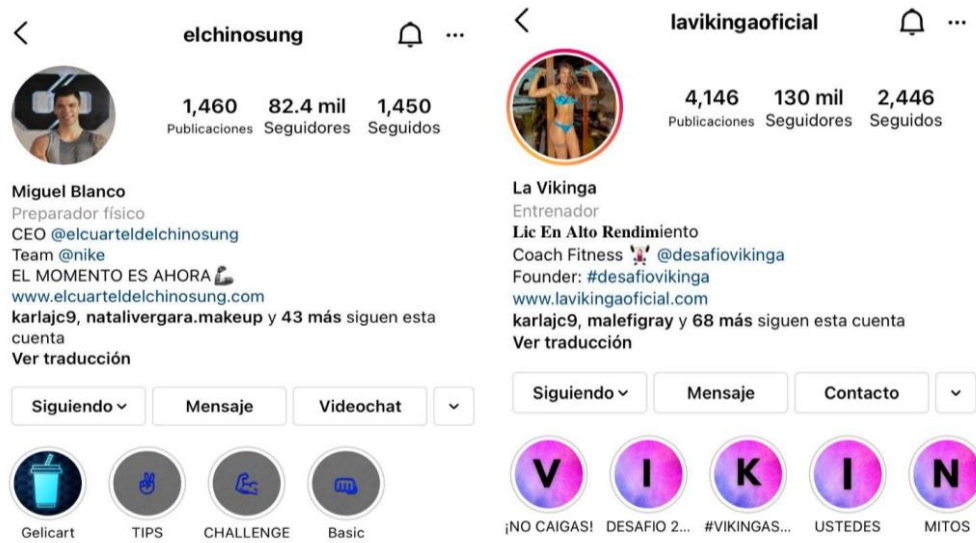 elchinosung
1,460 82.4 mil 1,450
Publicaciones Seguidores Seguidos
Miguel Blanco
Preparador físico
CEO @elcuarteldelchinosung
Team @nike
EL MOMENTO ES AHORA💪
www.elcuarteldelchinosung.com
karlajc9, natalivergara.makeup y 43 más siguen esta
cuenta
Ver traducción
Siguiendo Mensaje Videochat
Gelicart TIPS CHALLENGE Basic
lavikingaoficial
4,146 130 mil 2,446
Publicaciones Seguidores Seguidos
La Vikinga
Entrenador
Lic En Alto Rendimiento
Coach Fitness 🏋️‍♀️ @desafiovikinga
Founder: #desafiovikinga
www.lavikingaoficial.com
karlajc9, malefigray y 68 más siguen esta cuenta
Ver traducción
Siguiendo Mensaje Contacto
V I K I N
¡NO CAIGAS! DESAFIO 2... #VIKINGAS... USTEDES MITOS